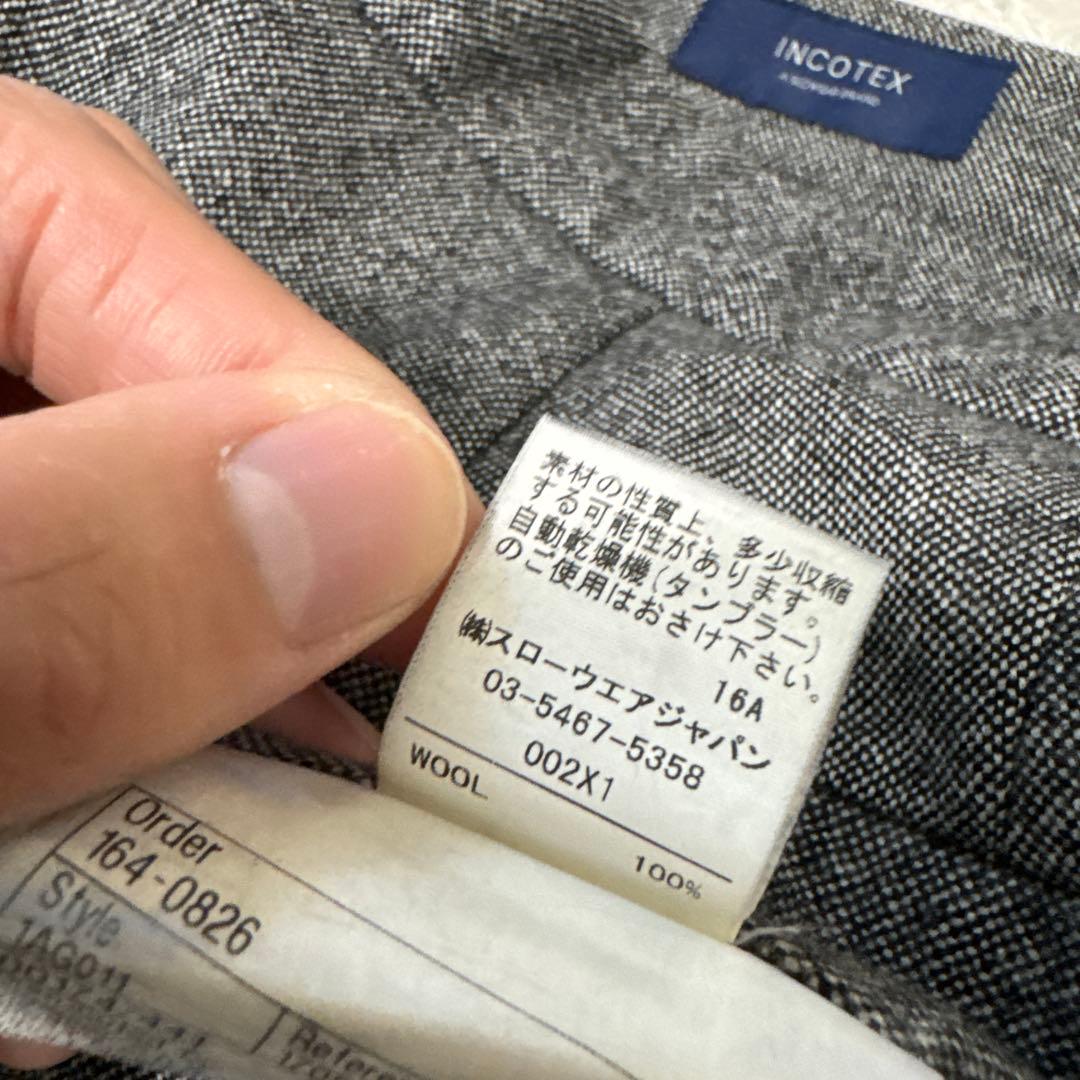 INCOTEX
素材の性質上、多少収縮
する可能性があります。
自動乾燥機(タンブラー)
のご使用はおさけ下さい。
16A
㈱スローウエアジャパン
03-5467-5358
002X1
WOOL
100%
Order
164-0826
Style
1AG011